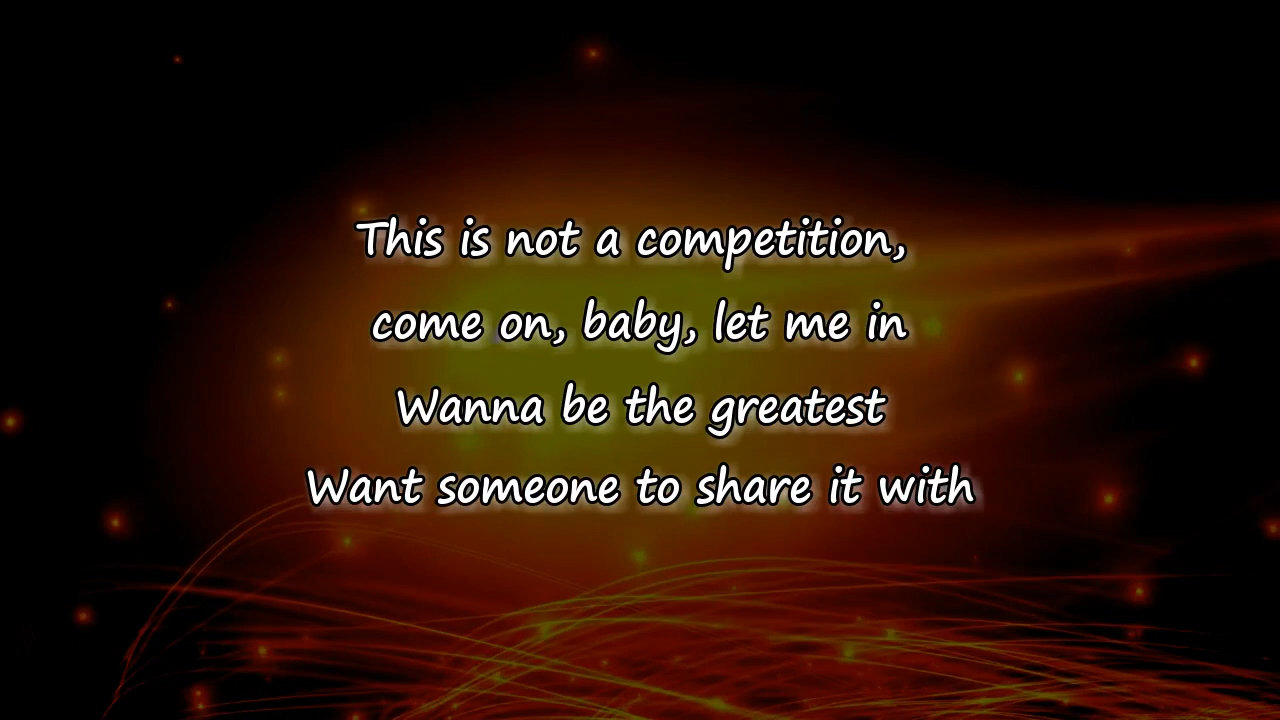 This is not a competition,
come on, baby, let me in
Wanna be the greatest
Want someone to share it with